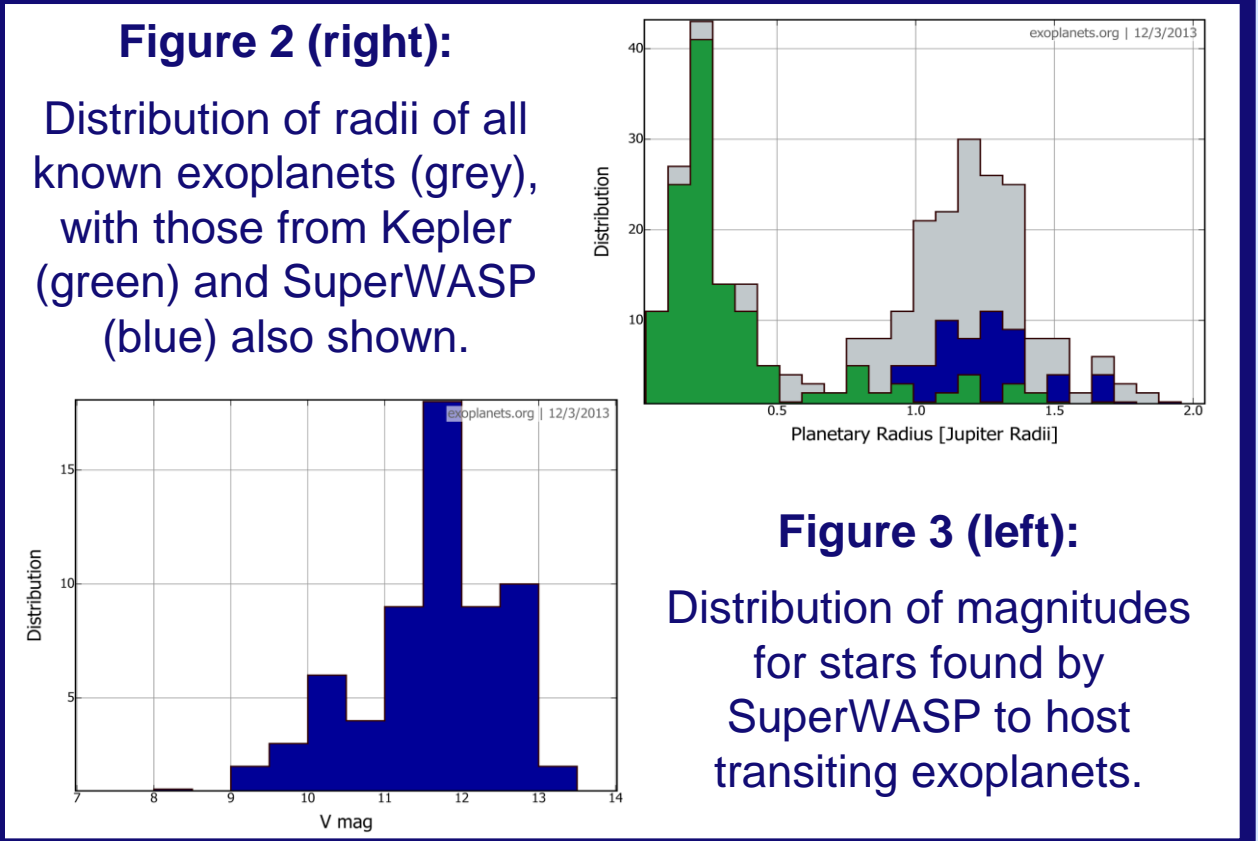 Figure 2 (right):
Distribution of radii of all
known exoplanets (grey),
with those from Kepler
(green) and SuperWASP
(blue) also shown.
exoplanets.org | 12/3/2013
40
30
20
10
Distribution
0.5
1.0
1.5
2.0
Planetary Radius [Jupiter Radii]
exoplanets.org | 12/3/2013
15
10
5
Distribution
7
8
9
10
11
12
13
14
V mag
Figure 3 (left):
Distribution of magnitudes
for stars found by
SuperWASP to host
transiting exoplanets.